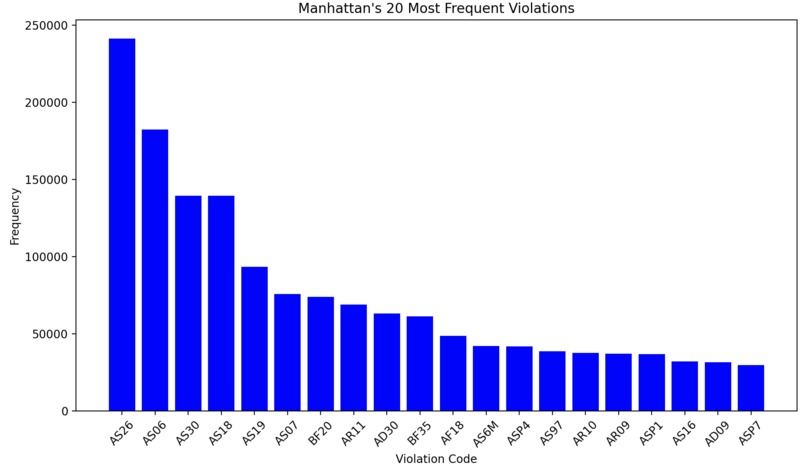 Manhattan's 20 Most Frequent Violations
250000
200000
150000
100000
50000
0
Frequency
AS26 AS06 AS30 AS18 AS19 AS07 BF20 AR11 AD30 BF35 AF18 AS6M ASP4 AS97 AR10 AR09 ASP1 AS16 AD09 ASP7
Violation Code